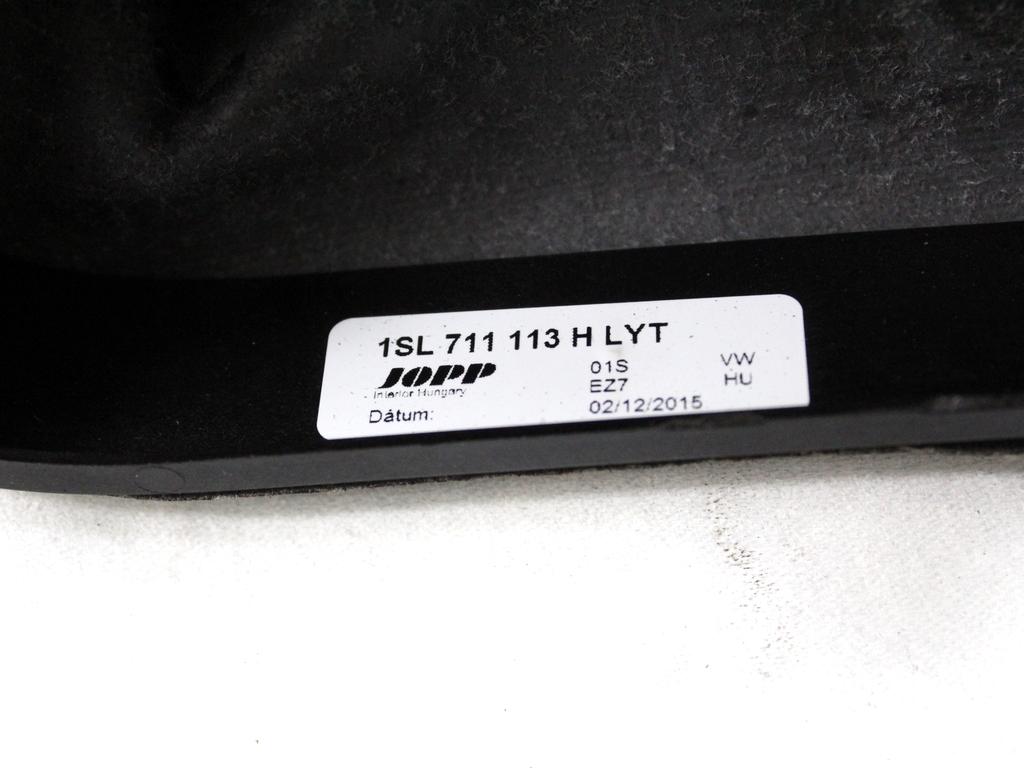 1SL 711 113 H LYT
JOPP 01S VW
Interior Hungary EZ7 HU
Dátum: 02/12/2015